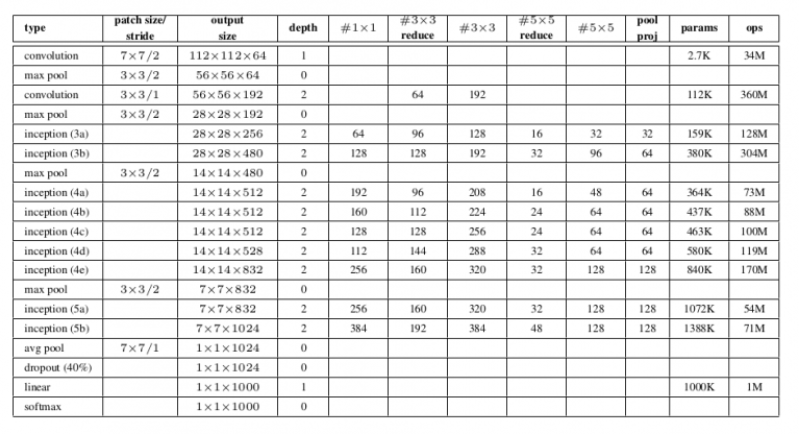 type patch size/ stride output size depth #1×1 #3×3 reduce #3×3 #5×5 reduce #5×5 pool proj params ops
convolution 7×7/2 112×112×64 1 2.7K 34M
max pool 3×3/2 56×56×64 0
convolution 3×3/1 56×56×192 2 64 192 112K 360M
max pool 3×3/2 28×28×192 0
inception (3a) 28×28×256 2 64 96 128 16 32 32 159K 128M
inception (3b) 28×28×480 2 128 128 192 32 96 64 380K 304M
max pool 3×3/2 14×14×480 0
inception (4a) 14×14×512 2 192 96 208 16 48 64 364K 73M
inception (4b) 14×14×512 2 160 112 224 24 64 64 437K 88M
inception (4c) 14×14×512 2 128 128 256 24 64 64 463K 100M
inception (4d) 14×14×528 2 112 144 288 32 64 64 580K 119M
inception (4e) 14×14×832 2 256 160 320 32 128 128 840K 170M
max pool 3×3/2 7×7×832 0
inception (5a) 7×7×832 2 256 160 320 32 128 128 1072K 54M
inception (5b) 7×7×1024 2 384 192 384 48 128 128 1388K 71M
avg pool 7×7/1 1×1×1024 0
dropout (40%) 1×1×1024 0
linear 1×1×1000 1 1000K 1M
softmax 1×1×1000 0